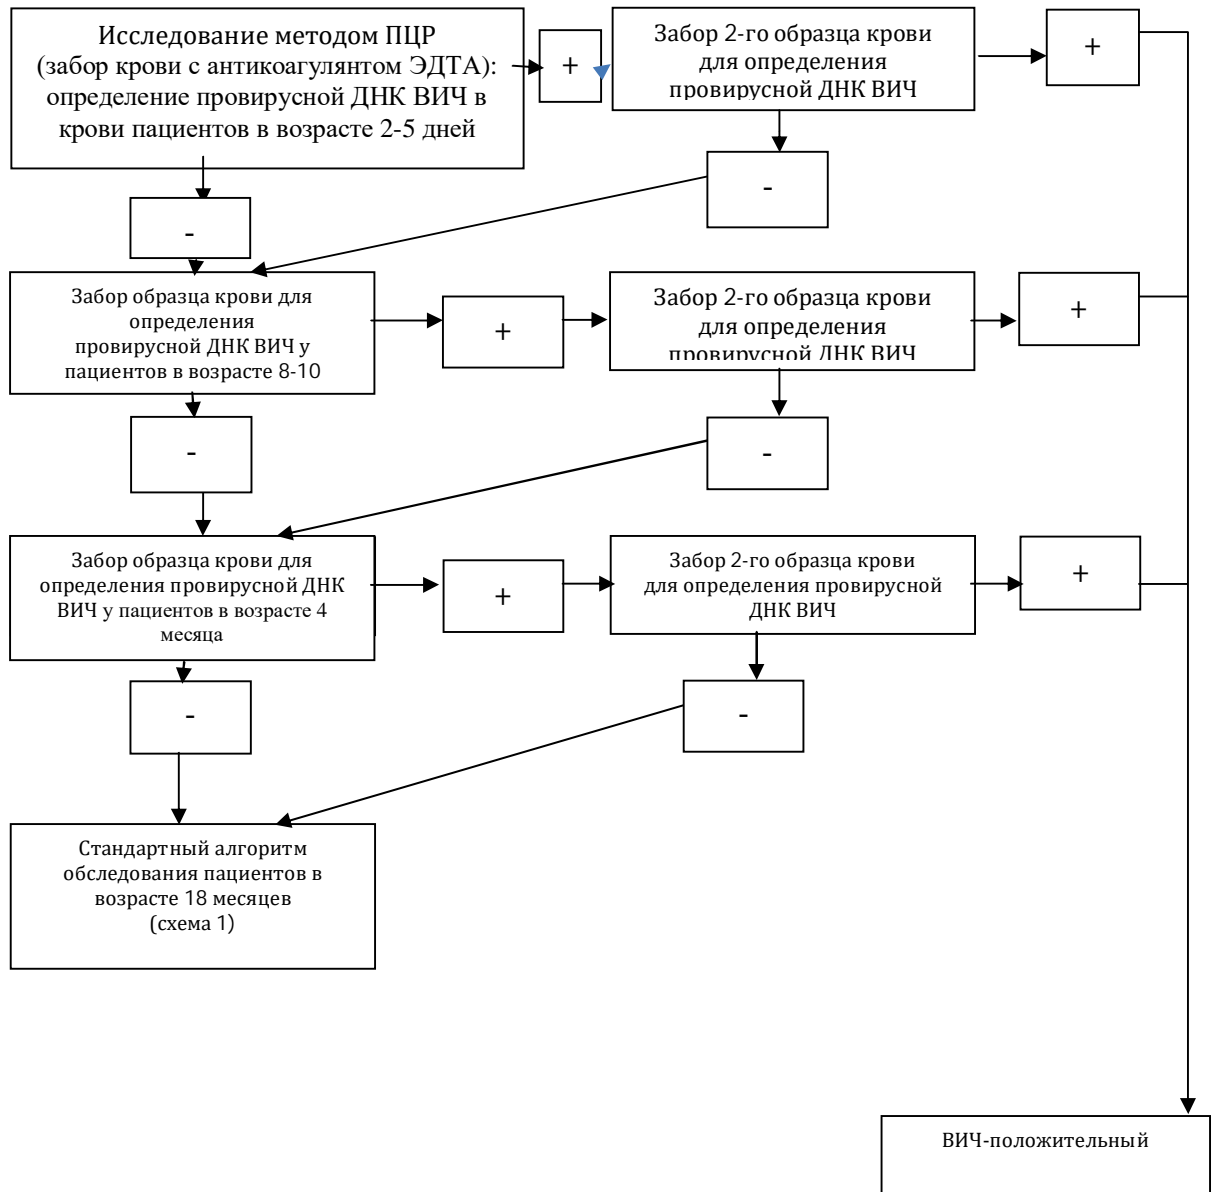 Исследование методом ПЦР
(забор крови с антикоагулянтом ЭДТА):
определение провирусной ДНК ВИЧ в
крови пациентов в возрасте 2-5 дней
+
Забор 2-го образца крови
для определения
провирусной ДНК ВИЧ
+
-
-
Забор образца крови для
определения
провирусной ДНК ВИЧ у
пациентов в возрасте 8-10
+
Забор 2-го образца крови
для определения
провирусной ДНК ВИЧ
+
-
-
Забор образца крови для
определения провирусной ДНК
ВИЧ у пациентов в возрасте 4
месяца
+
Забор 2-го образца крови
для определения провирусной
ДНК ВИЧ
+
-
-
Стандартный алгоритм
обследования пациентов в
возрасте 18 месяцев
(схема 1)
ВИЧ-положительный